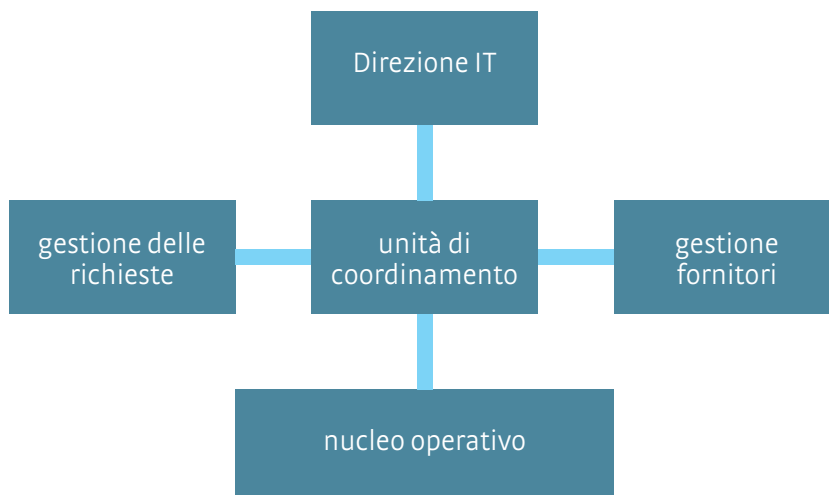 Direzione IT
gestione delle
richieste
unità di
coordinamento
gestione
fornitori
nucleo operativo